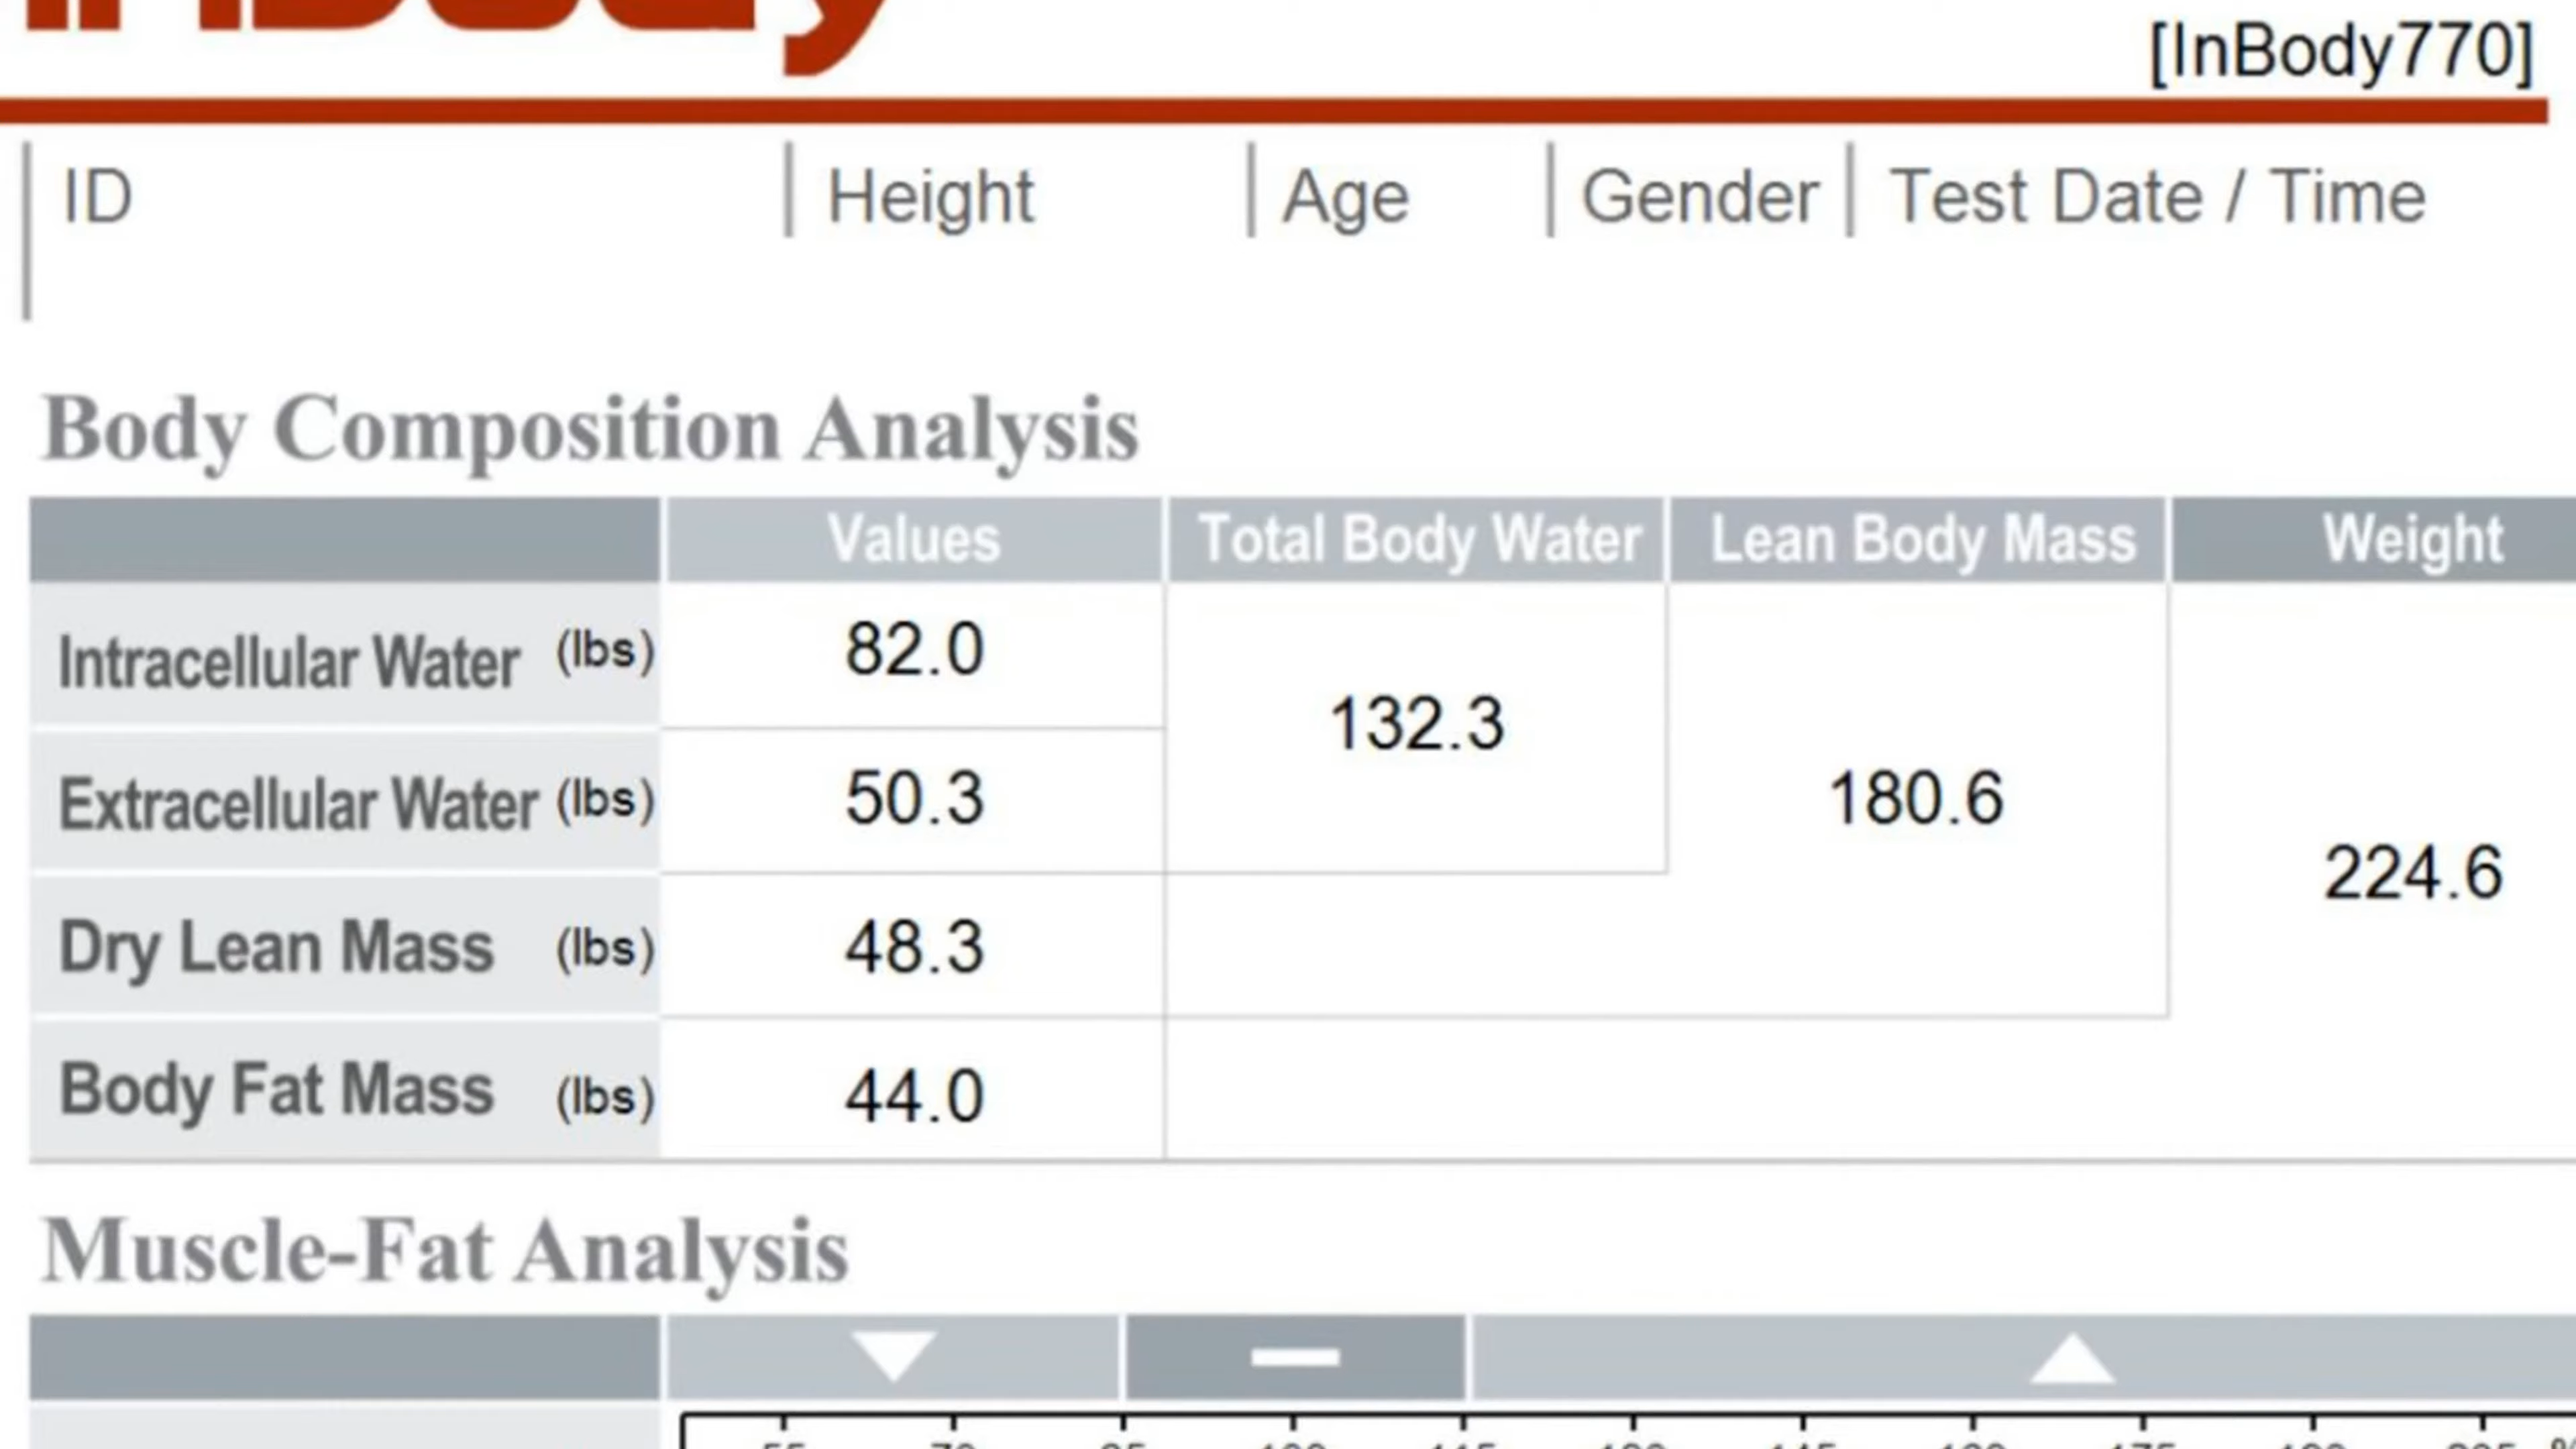 InBody
[InBody770]
ID Height Age Gender Test Date / Time
Body Composition Analysis
Values Total Body Water Lean Body Mass Weight
Intracellular Water (lbs) 82.0
132.3
Extracellular Water (lbs) 50.3
180.6
224.6
Dry Lean Mass (lbs) 48.3
Body Fat Mass (lbs) 44.0
Muscle-Fat Analysis